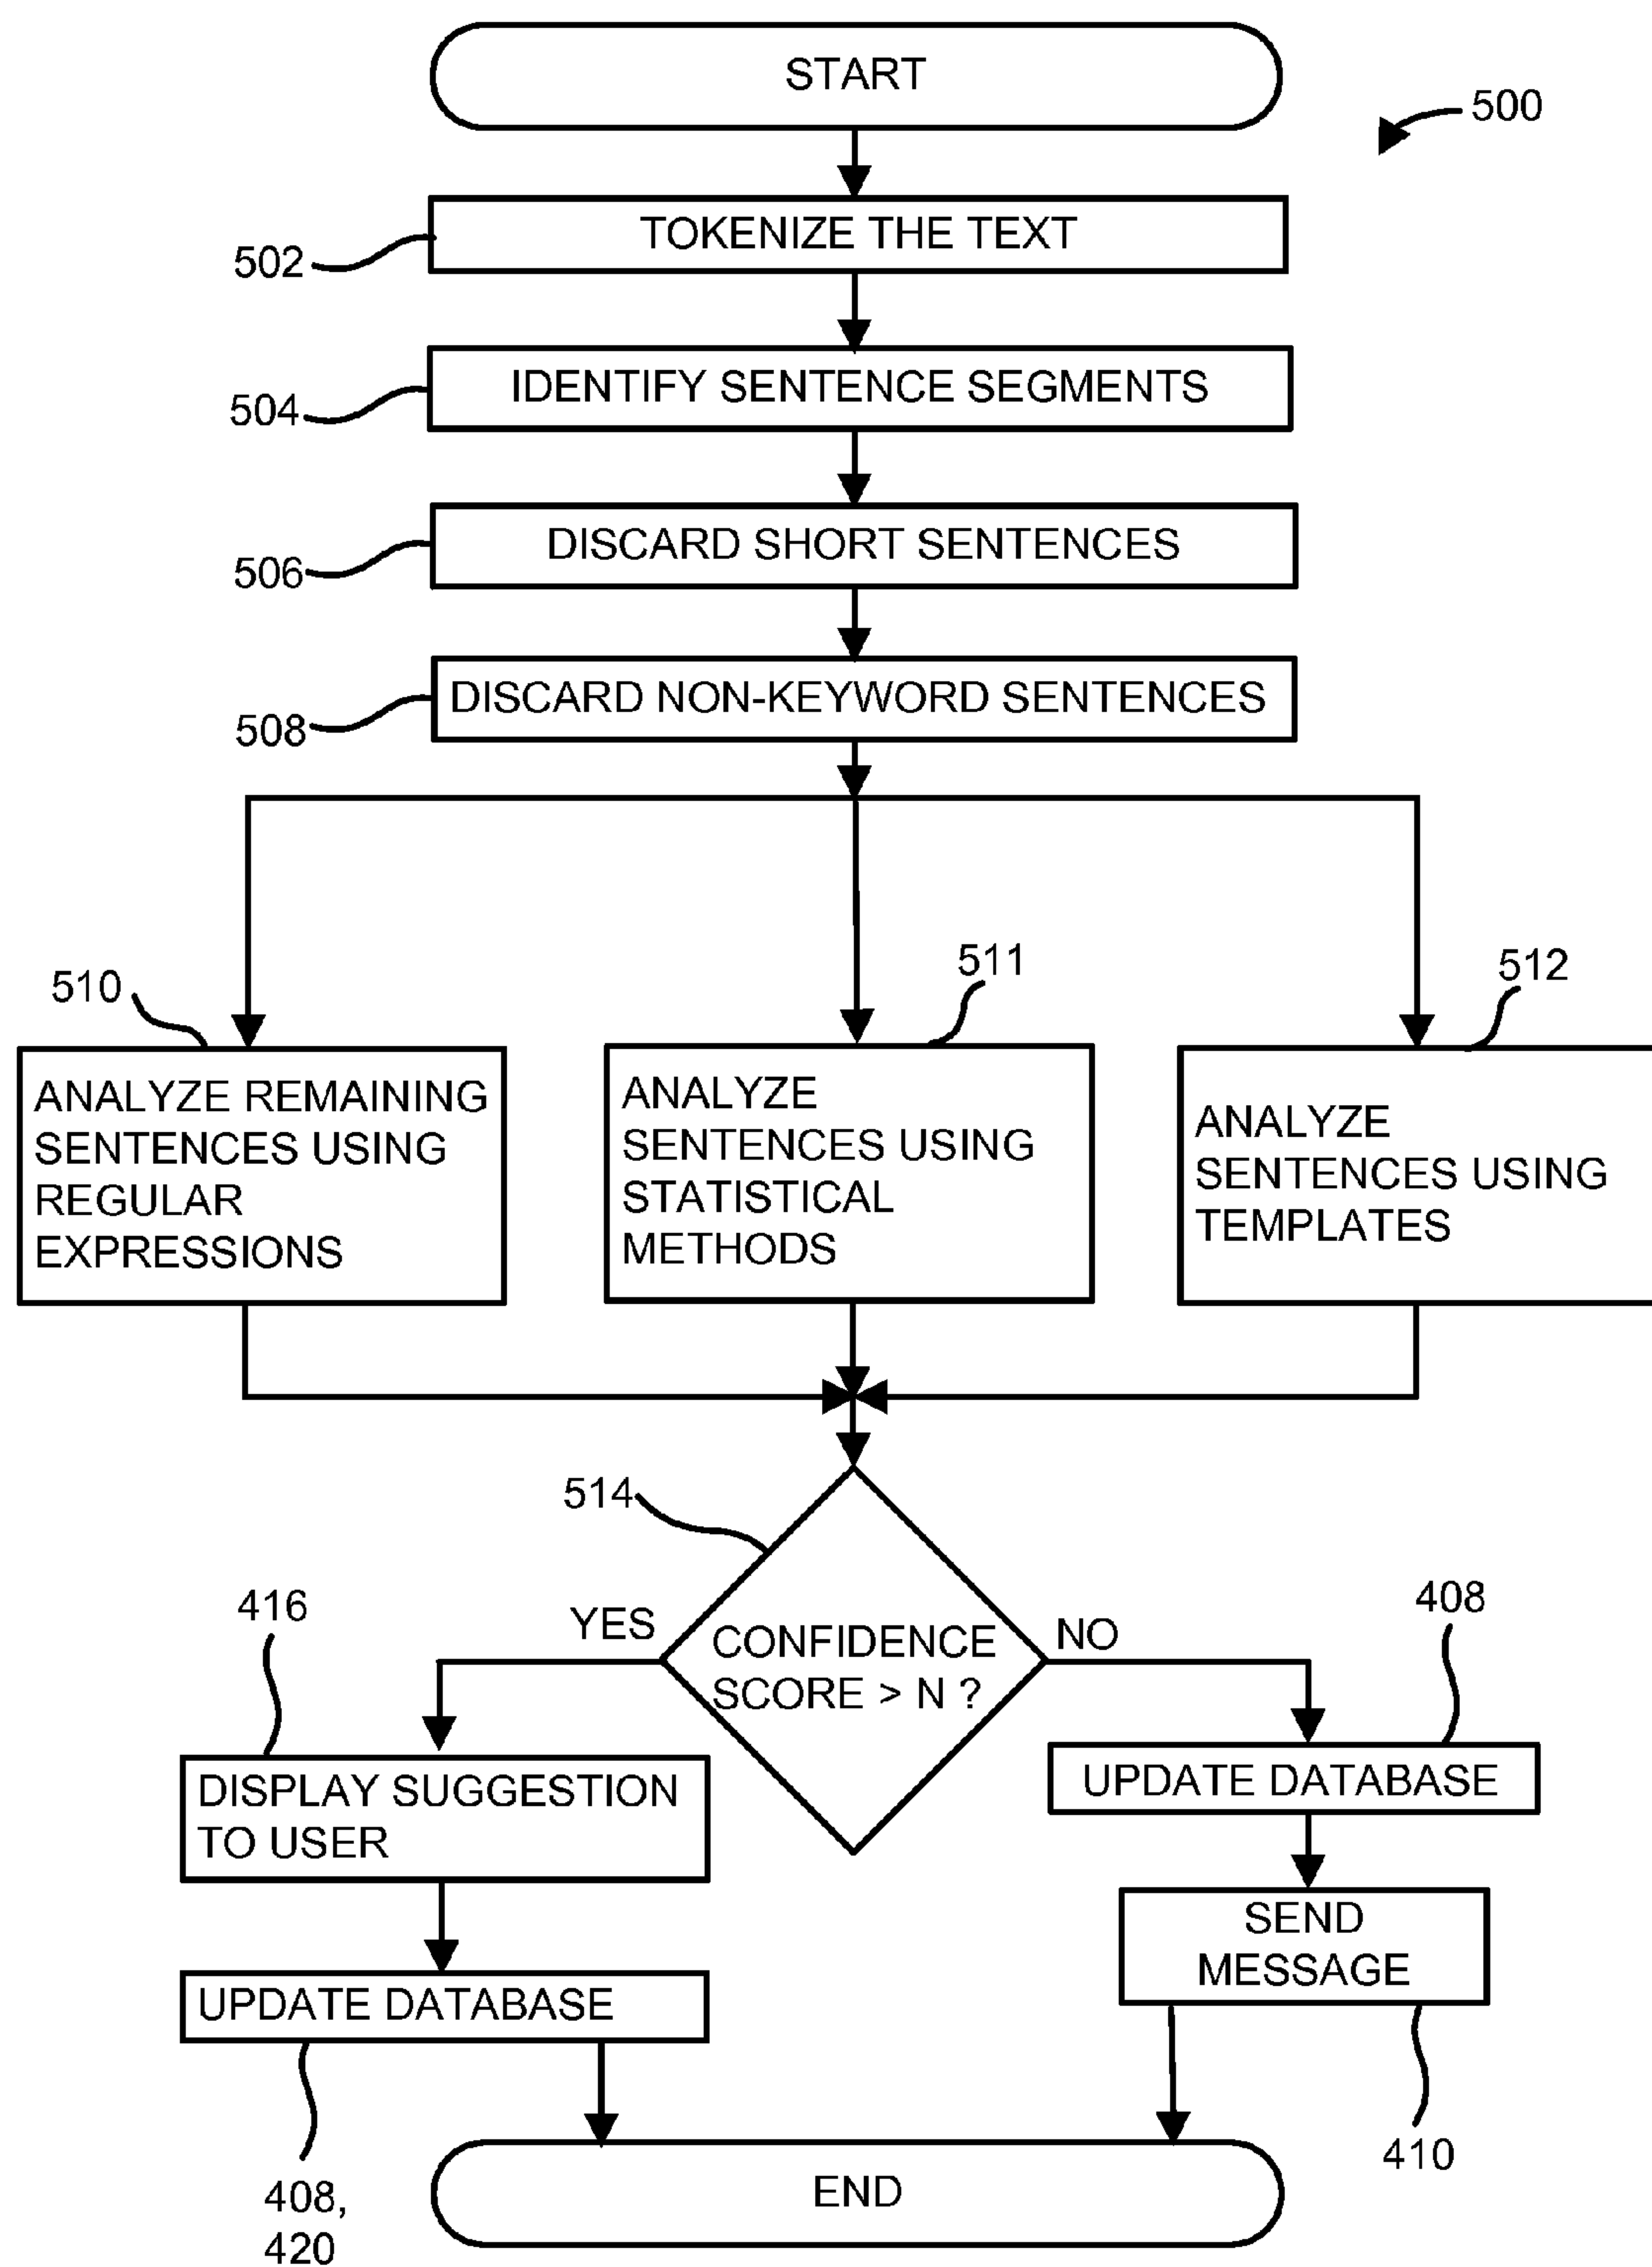 START
500
TOKENIZE THE TEXT
502
IDENTIFY SENTENCE SEGMENTS
504
DISCARD SHORT SENTENCES
506
DISCARD NON-KEYWORD SENTENCES
508
510
511
512
ANALYZE REMAINING
SENTENCES USING
REGULAR
EXPRESSIONS
ANALYZE
SENTENCES USING
STATISTICAL
METHODS
ANALYZE
SENTENCES USING
TEMPLATES
514
CONFIDENCE
SCORE > N ?
YES
NO
416
DISPLAY SUGGESTION
TO USER
408
UPDATE DATABASE
UPDATE DATABASE
408,
420
SEND
MESSAGE
410
END